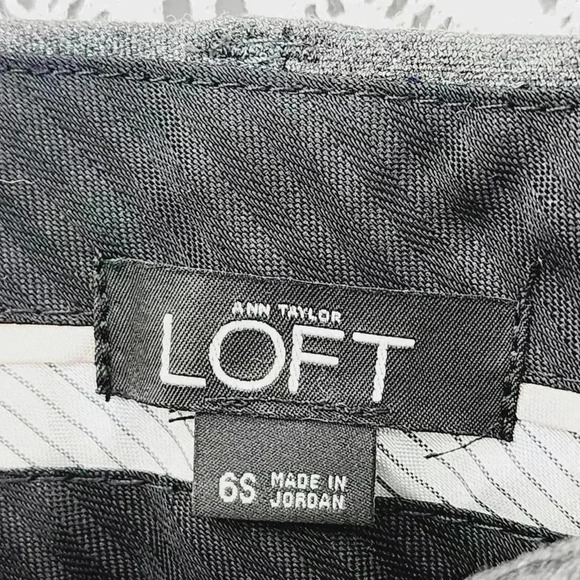 ANN TAYLOR
LOFT
6S MADE IN
JORDAN